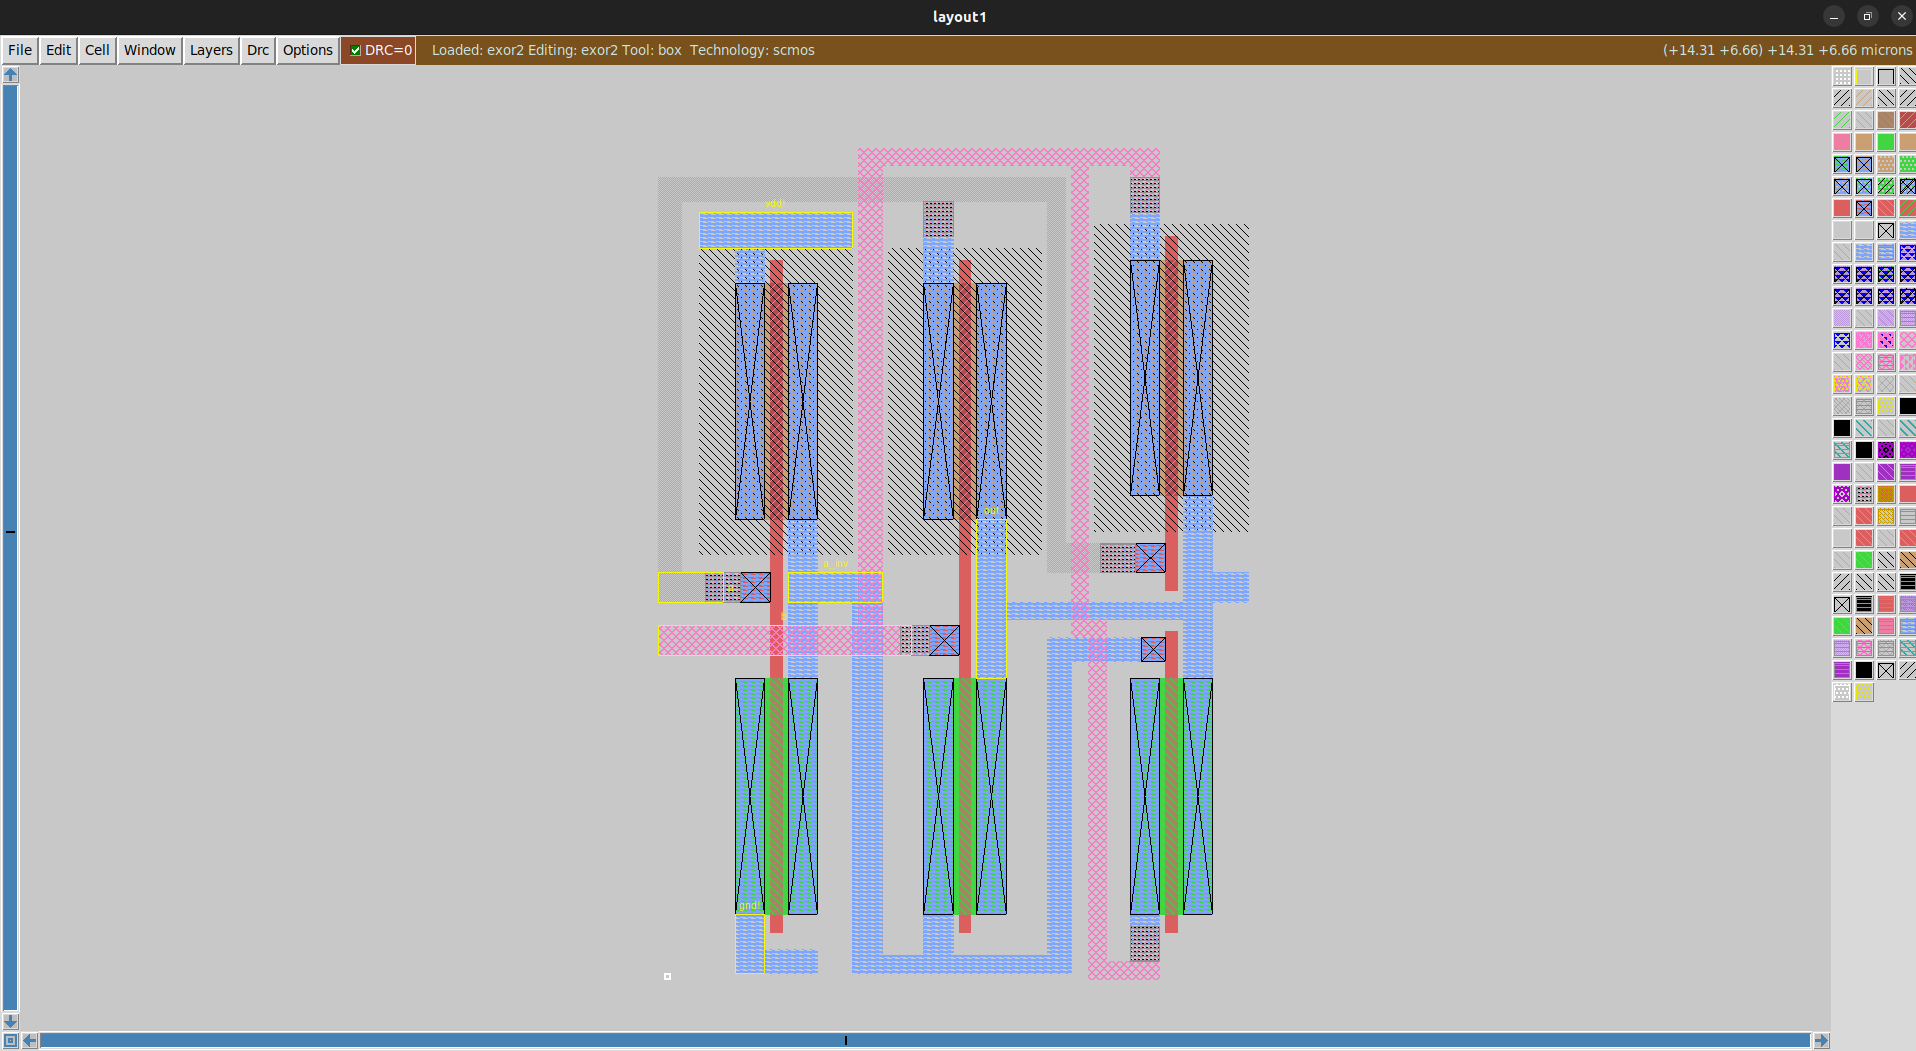 layout1
File Edit Cell Window Layers Drc Options DRC=0 Loaded: exor2 Editing: exor2 Tool: box Technology: scmos (+14.31 +6.66) +14.31 +6.66 microns
vdd!
out
a_inv
gnd!